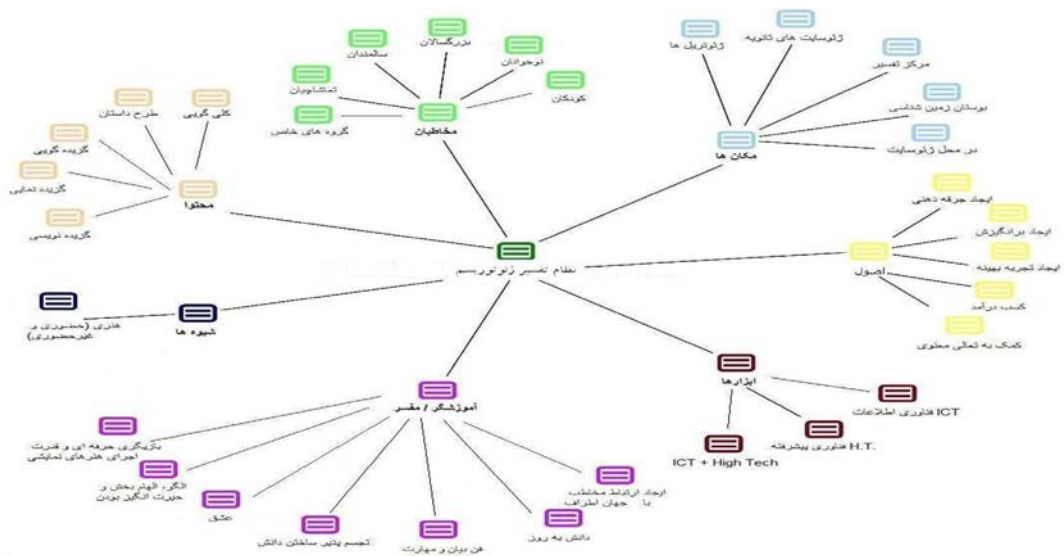 ژئوسایت های ثانویه
ژئوتریل ها
مرکز تفسیر
بوستان زمین شناسی
در محل ژئوسایت
مکان ها
بزرگسالان
سالمندان
نوجوانان
تماشاچیان
کودکان
گروه های خاص
مخاطبان
کلی گویی
طرح داستان
گزیده گویی
گزیده نمایی
گزیده نویسی
محتوا
نظام تفسیر ژئوتوریسم
ایجاد جرقه ذهنی
ایجاد برانگیزش
ایجاد تجربه بهینه
کسب درآمد
کمک به تعالی معنوی
اصول
شیوه ها
هنری (حضوری و
غیرحضوری)
ابزارها
ICT فناوری اطلاعات
H.T. فناوری پیشرفته
ICT + High Tech
آموزشگر / مفسر
بازیگری حرفه ای و قدرت
اجرای هنرهای نمایشی
الگو، الهام بخش و
حیرت انگیز بودن
عشق
تجسم پذیر ساختن دانش
فن بیان و مهارت
دانش به روز
ایجاد ارتباط مخاطب
با جهان اطراف